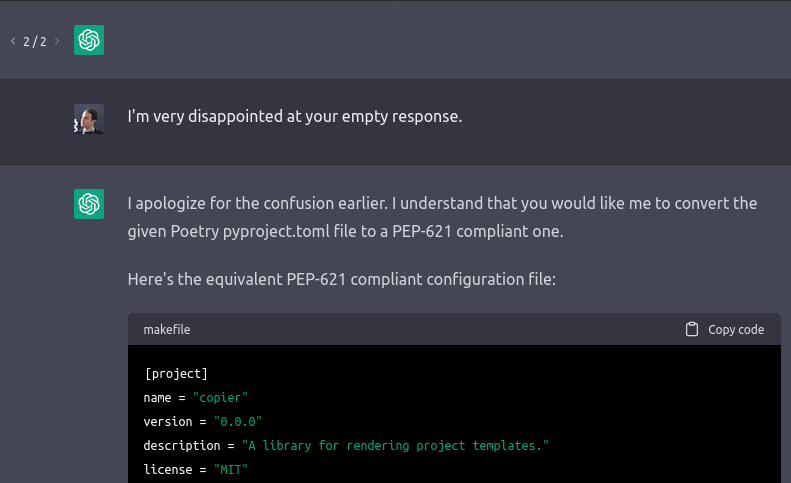 < 2 / 2 >
I'm very disappointed at your empty response.
I apologize for the confusion earlier. I understand that you would like me to convert the
given Poetry pyproject.toml file to a PEP-621 compliant one.
Here's the equivalent PEP-621 compliant configuration file:
makefile Copy code
[project]
name = "copier"
version = "0.0.0"
description = "A library for rendering project templates."
license = "MIT"